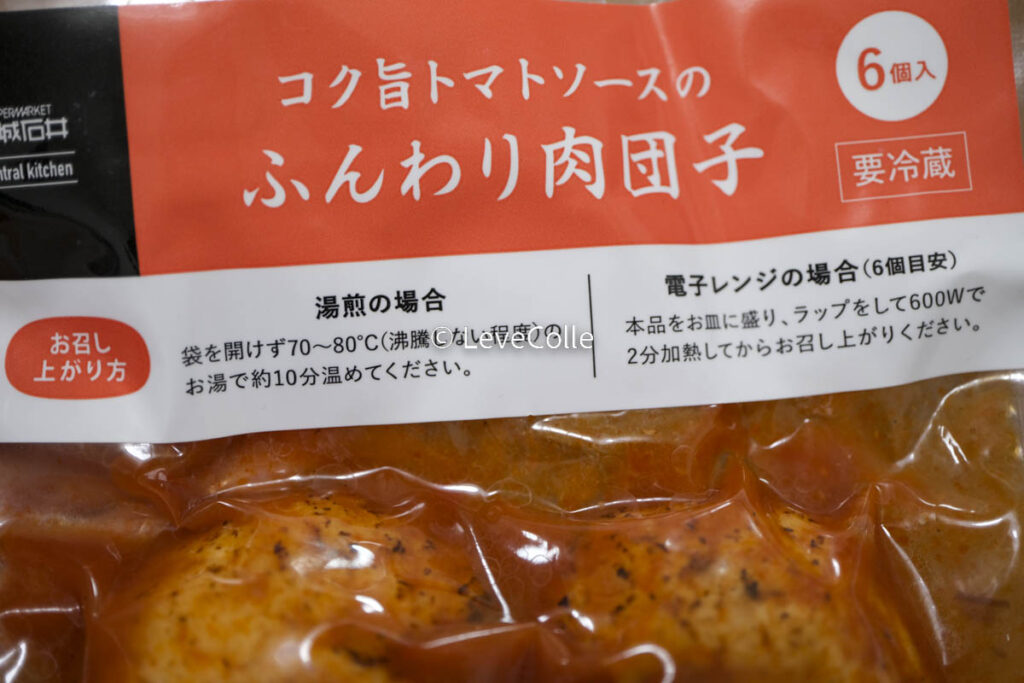 PERMARKET
城石井
ntral kitchen
コク旨トマトソースの
ふんわり肉団子
6個入
要冷蔵
お召し
上がり方
湯煎の場合
袋を開けず70〜80℃(沸騰しない程度)の
お湯で約10分温めてください。
電子レンジの場合(6個目安)
本品をお皿に盛り、ラップをして600Wで
2分加熱してからお召し上がりください。
© LeveColle